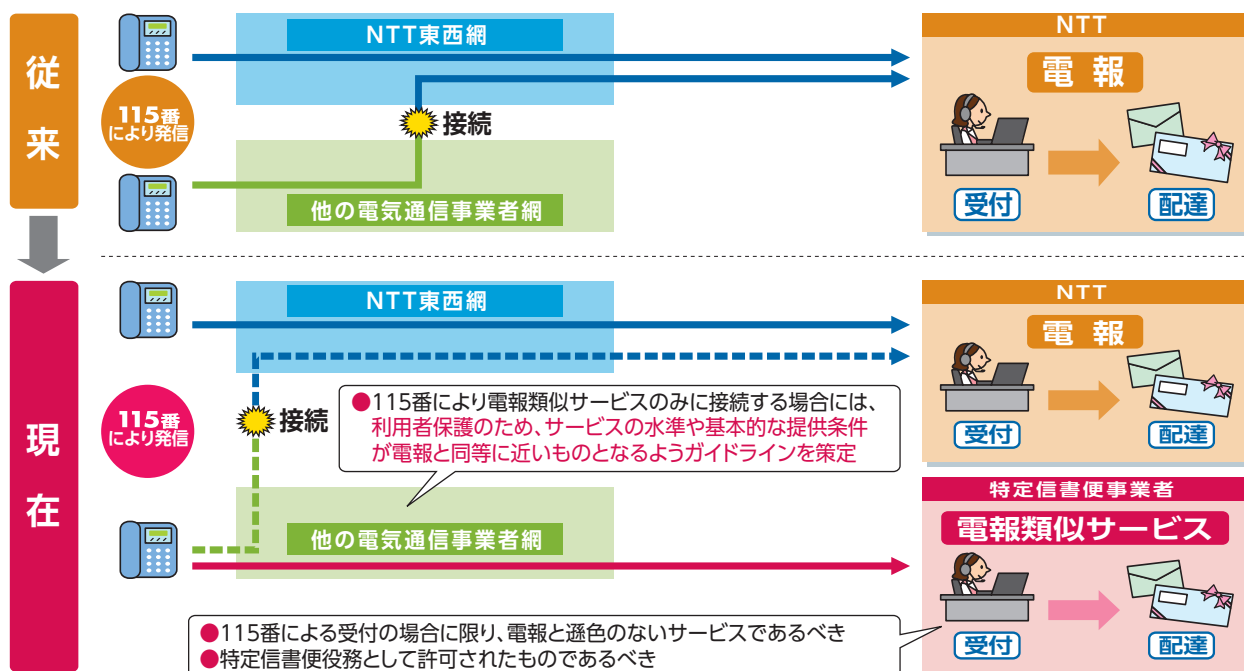 従来
115番
により発信
NTT東西網
接続
他の電気通信事業者網
NTT
電報
受付
配達
現在
115番
により発信
NTT東西網
接続
●115番により電報類似サービスのみに接続する場合には、
利用者保護のため、サービスの水準や基本的な提供条件
が電報と同等に近いものとなるようガイドラインを策定
他の電気通信事業者網
NTT
電報
受付
配達
特定信書便事業者
電報類似サービス
受付
配達
●115番による受付の場合に限り、電報と遜色のないサービスであるべき
●特定信書便役務として許可されたものであるべき